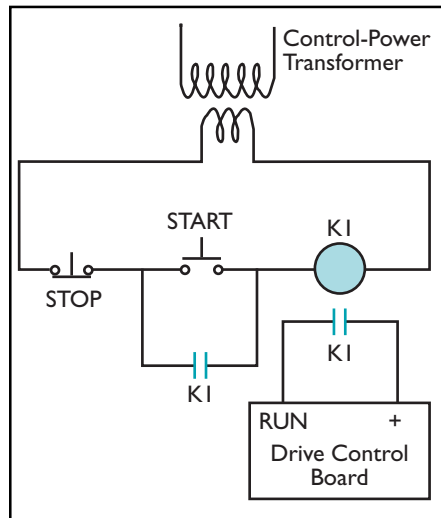 Control-Power
Transformer
START
K1
STOP
K1
K1
RUN +
Drive Control
Board